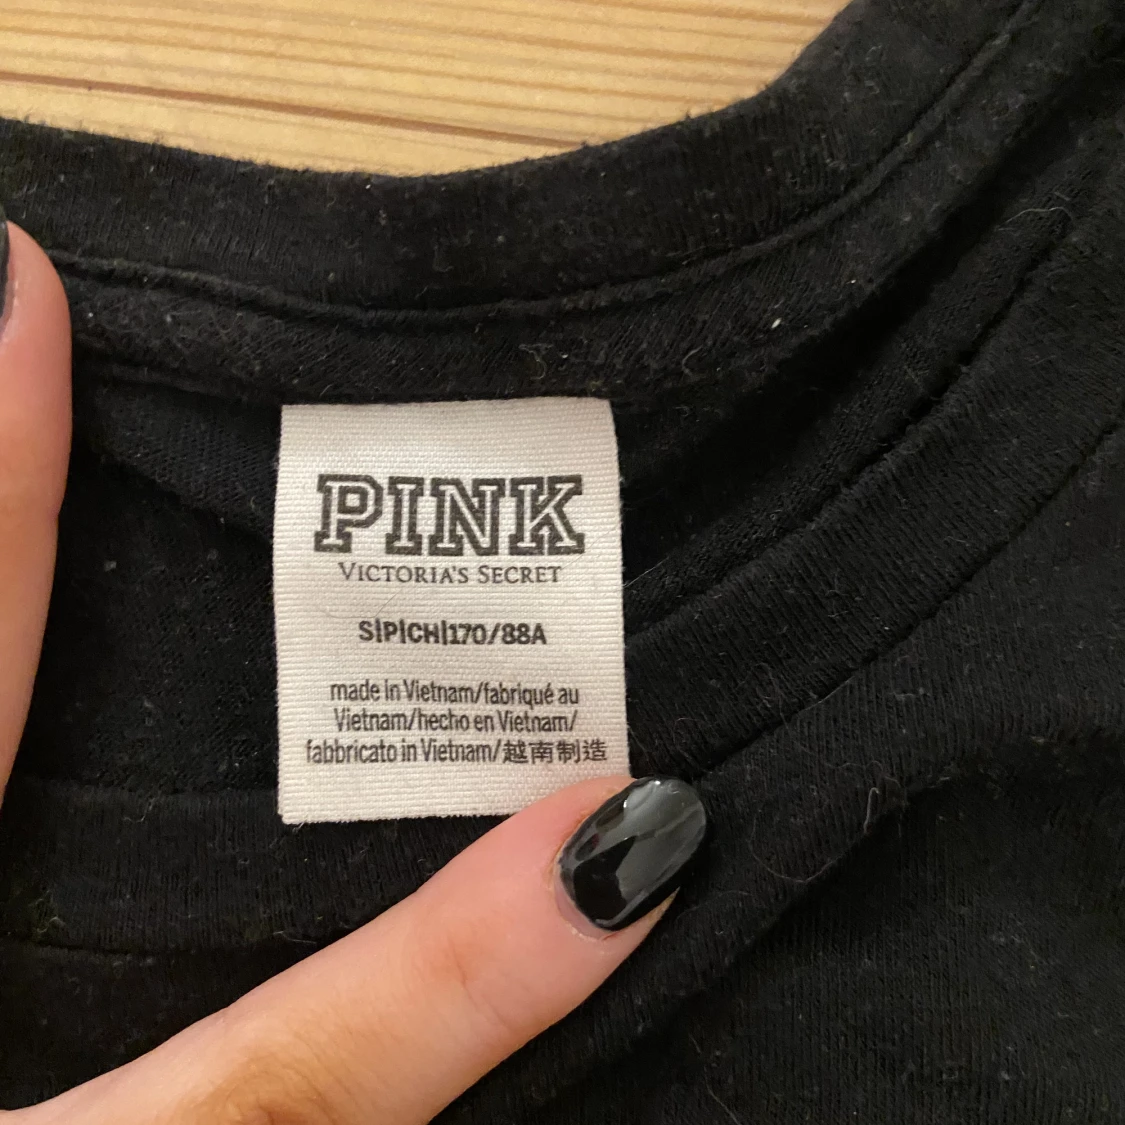 PINK
VICTORIA'S SECRET
S|P|CH|170/88A
made in Vietnam/fabriqué au
Vietnam/hecho en Vietnam/
fabbricato in Vietnam/越南制造